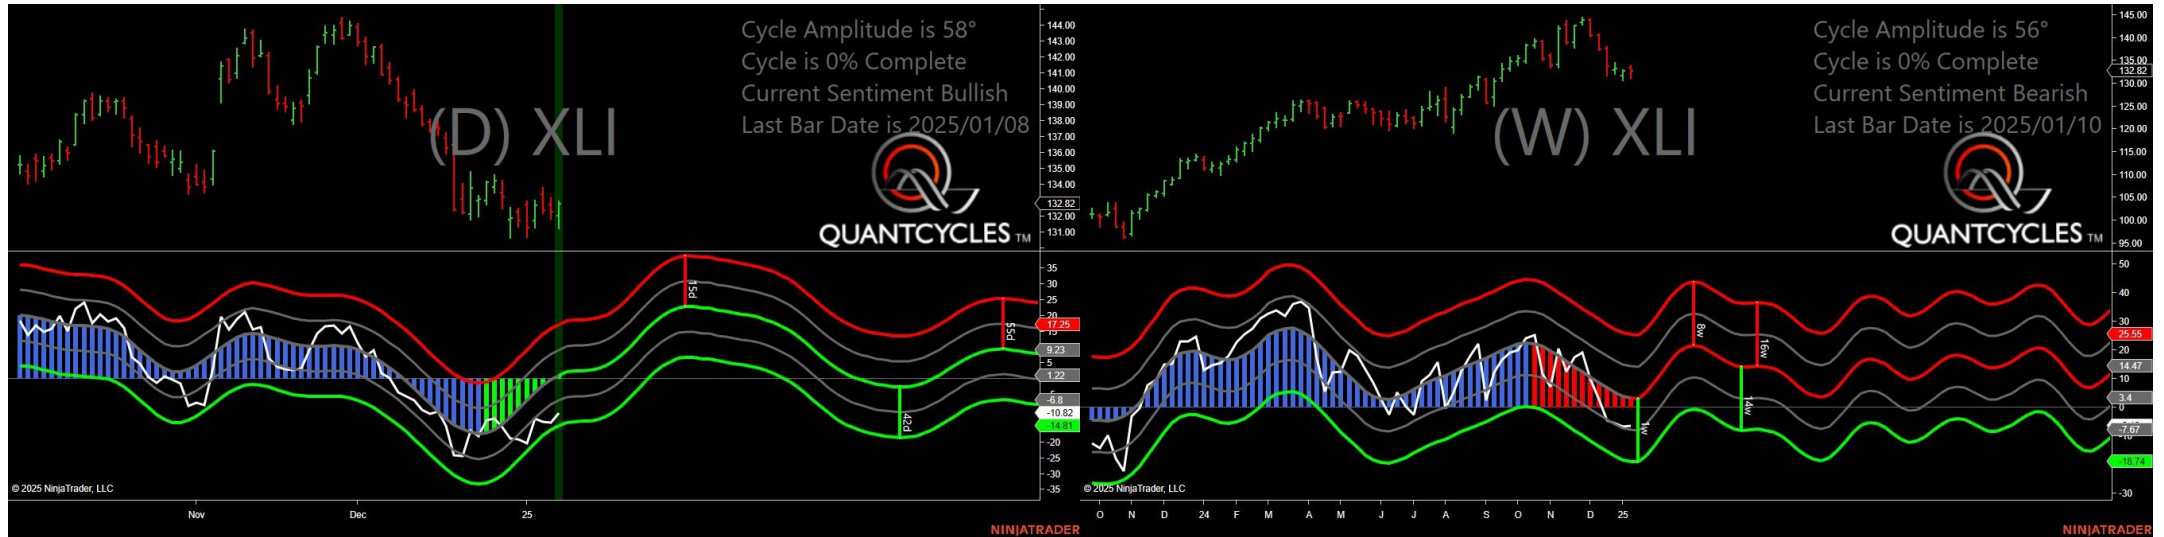 Cycle Amplitude is 58°
Cycle is 0% Complete
Current Sentiment Bullish
Last Bar Date is 2025/01/08
(D) XLI
QUANTCYCLES TM
144.00
143.00
142.00
141.00
140.00
139.00
138.00
137.00
136.00
135.00
134.00
132.82
132.00
131.00
35
30
25
20
17.25
15
9.23
5
1.22
-6.8
-10.82
-14.81
-20
-25
-30
-35
15d
42d
55d
© 2025 NinjaTrader, LLC
Nov
Dec
25
NINJATRADER
Cycle Amplitude is 56°
Cycle is 0% Complete
Current Sentiment Bearish
Last Bar Date is 2025/01/10
(W) XLI
QUANTCYCLES TM
145.00
140.00
135.00
132.82
130.00
125.00
120.00
115.00
110.00
105.00
100.00
95.00
50
40
30
25.55
20
14.47
10
3.4
0
-7.67
-10
-18.74
-30
1w
8w
14w
16w
© 2025 NinjaTrader, LLC
O N D 24 F M A M J J A S O N D 25
NINJATRADER